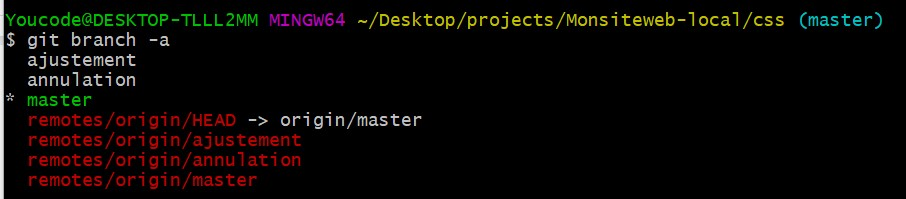 Youcode@DESKTOP-TLLL2MM MINGW64 ~/Desktop/projects/Monsiteweb-local/css (master)
$ git branch -a
  ajustement
  annulation
* master
  remotes/origin/HEAD -> origin/master
  remotes/origin/ajustement
  remotes/origin/annulation
  remotes/origin/master